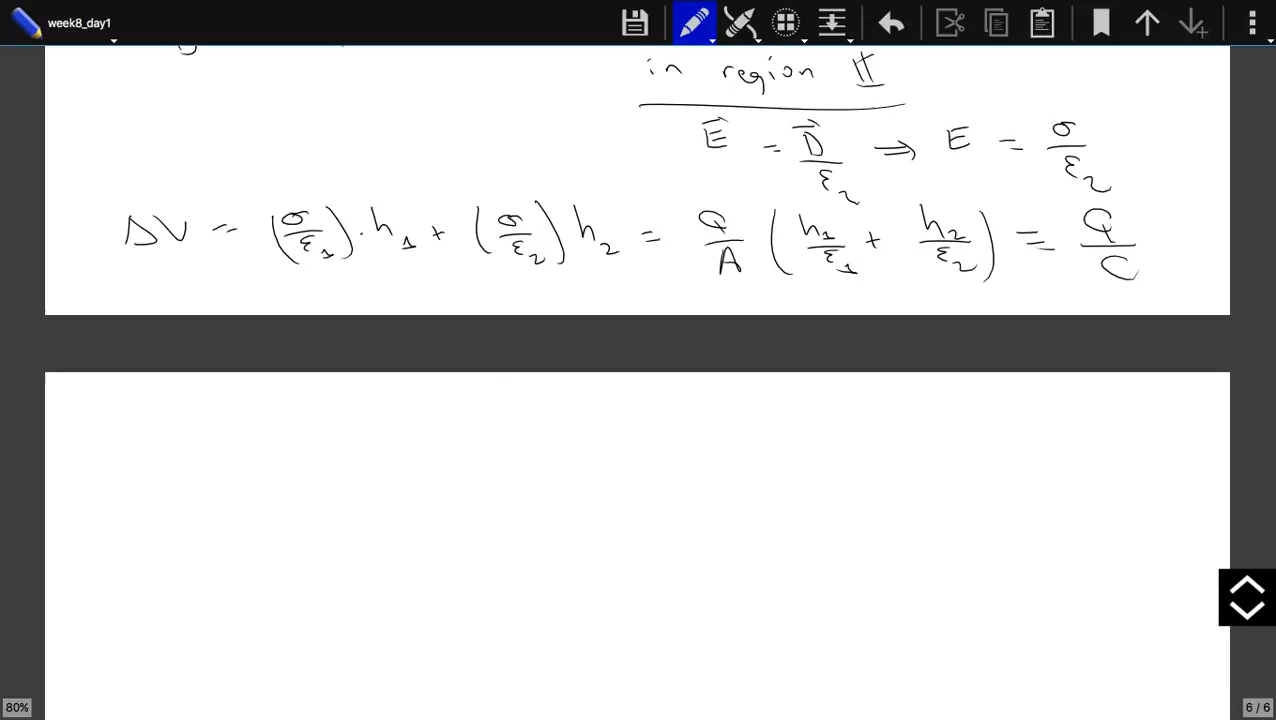 week8_day1
in region II
E⃗ = D⃗/ε₂ ⇒ E = σ/ε₂
ΔV = (σ/ε₁)·h₁ + (σ/ε₂)h₂ = Q/A (h₁/ε₁ + h₂/ε₂) = Q/C
80%
6 / 6